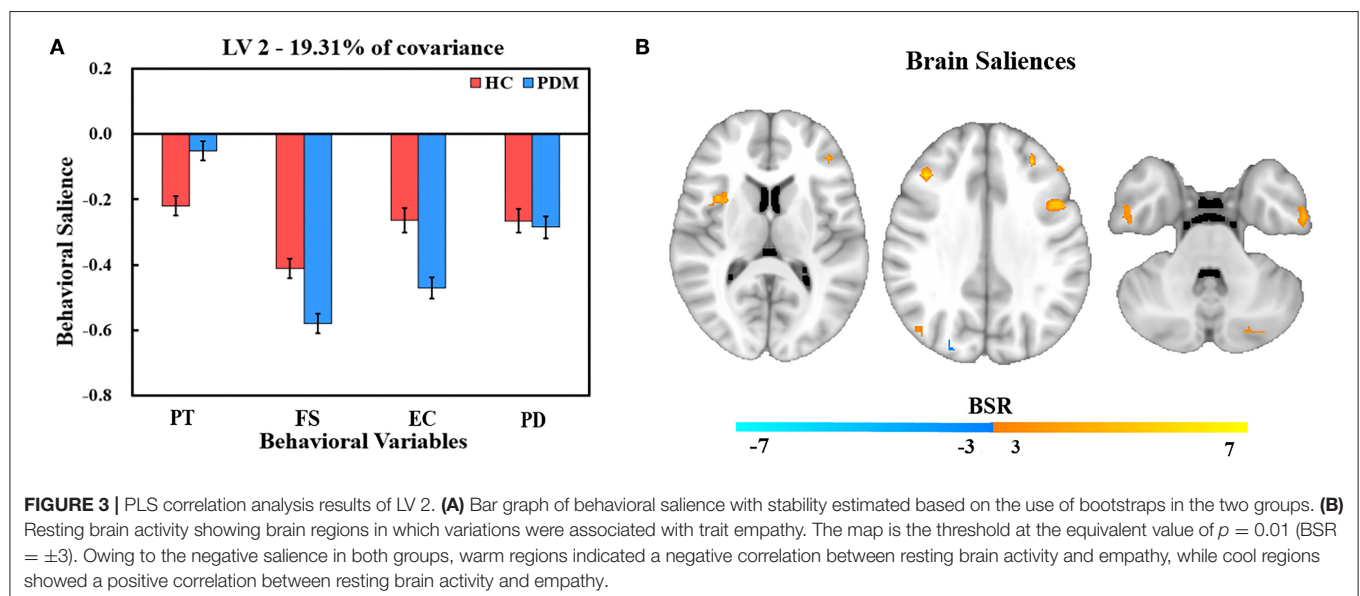 A
LV 2 - 19.31% of covariance
HC PDM
0.2
0.0
-0.2
-0.4
-0.6
-0.8
Behavioral Salience
PT FS EC PD
Behavioral Variables
B
Brain Saliences
BSR
-7 -3 3 7
FIGURE 3 | PLS correlation analysis results of LV 2. (A) Bar graph of behavioral salience with stability estimated based on the use of bootstraps in the two groups. (B)
Resting brain activity showing brain regions in which variations were associated with trait empathy. The map is the threshold at the equivalent value of p = 0.01 (BSR
= ±3). Owing to the negative salience in both groups, warm regions indicated a negative correlation between resting brain activity and empathy, while cool regions
showed a positive correlation between resting brain activity and empathy.